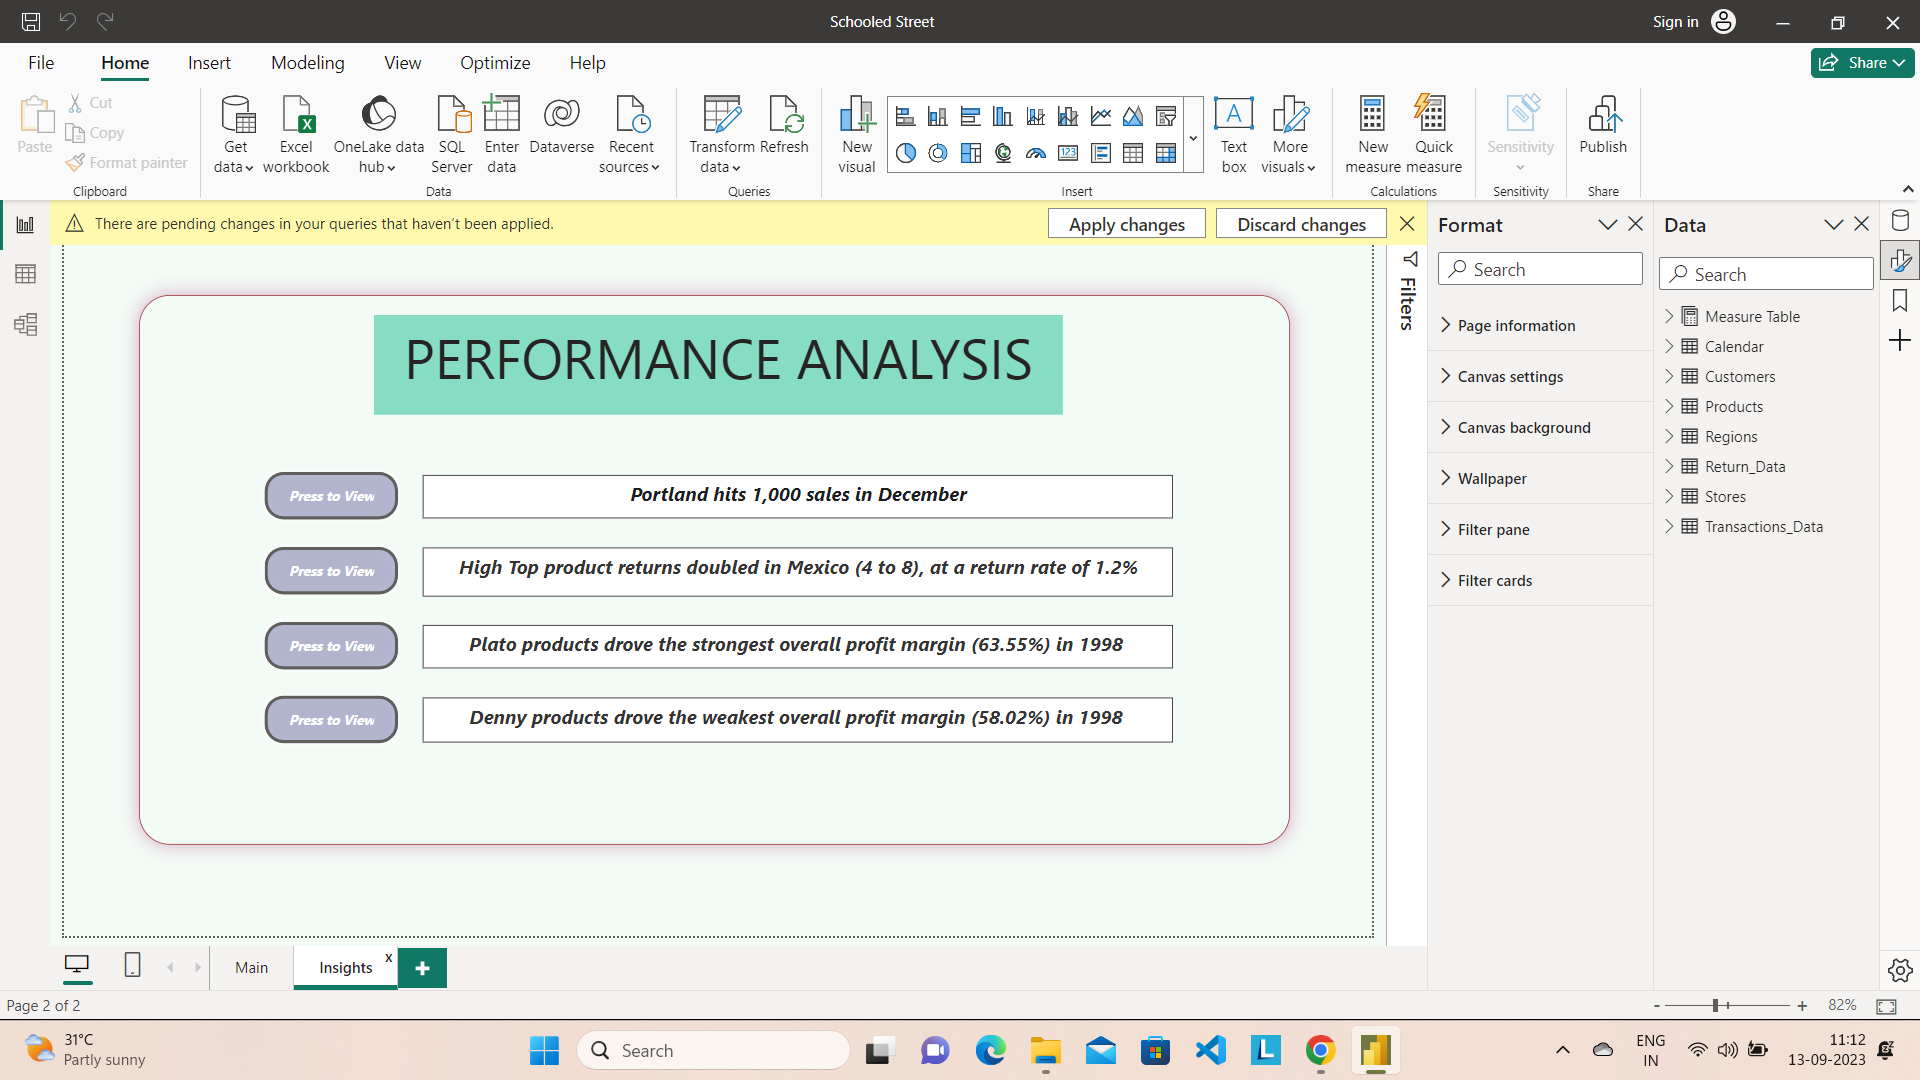 Schooled Street
Sign in
File
Home
Insert
Modeling
View
Optimize
Help
Share
Paste
Cut
Copy
Format painter
Clipboard
Get data
Excel workbook
OneLake data hub
SQL Server
Enter data
Dataverse
Recent sources
Data
Transform data
Refresh
Queries
New visual
123
A
Text box
More visuals
Insert
New measure
Quick measure
Calculations
Sensitivity
Sensitivity
Publish
Share
There are pending changes in your queries that haven't been applied.
Apply changes
Discard changes
Filters
PERFORMANCE ANALYSIS
Press to View
Portland hits 1,000 sales in December
Press to View
High Top product returns doubled in Mexico (4 to 8), at a return rate of 1.2%
Press to View
Plato products drove the strongest overall profit margin (63.55%) in 1998
Press to View
Denny products drove the weakest overall profit margin (58.02%) in 1998
Format
Search
Page information
Canvas settings
Canvas background
Wallpaper
Filter pane
Filter cards
Data
Search
Measure Table
Calendar
Customers
Products
Regions
Return_Data
Stores
Transactions_Data
Main
Insights
x
+
Page 2 of 2
- + 82%
31°C
Partly sunny
Search
L
ENG
IN
11:12
13-09-2023